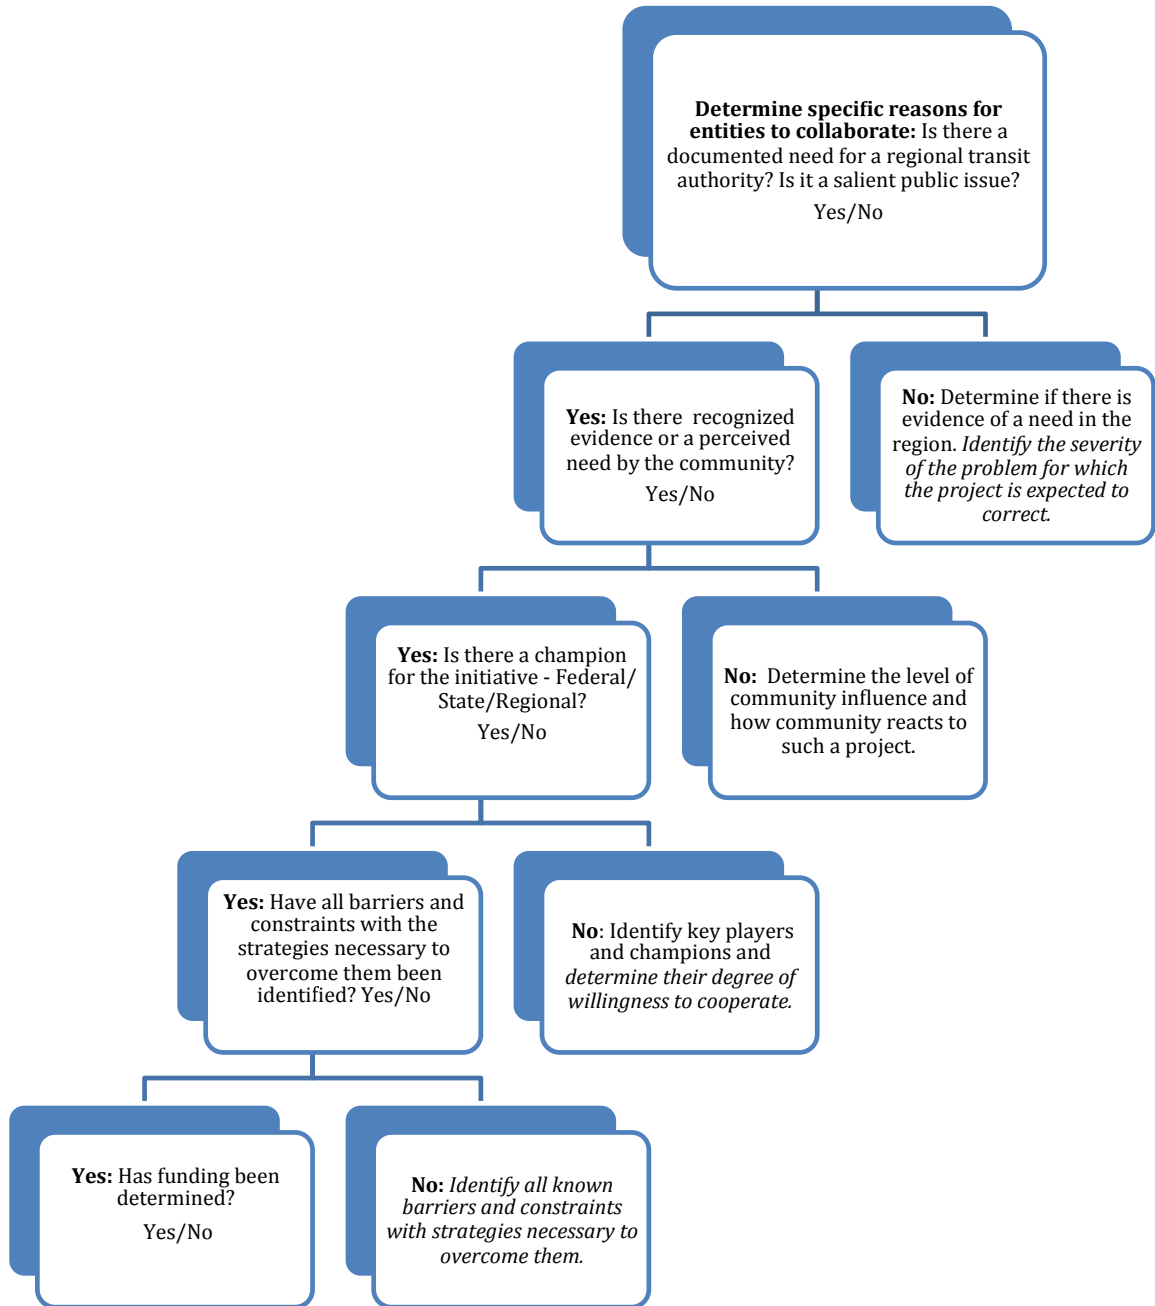 Determine specific reasons for
entities to collaborate: Is there a
documented need for a regional transit
authority? Is it a salient public issue?
Yes/No
Yes: Is there  recognized
evidence or a perceived
need by the community?
Yes/No
No: Determine if there is
evidence of a need in the
region. Identify the severity
of the problem for which
the project is expected to
correct.
Yes: Is there a champion
for the initiative - Federal/
State/Regional?
Yes/No
No:  Determine the level of
community influence and
how community reacts to
such a project.
Yes: Have all barriers and
constraints with the
strategies necessary to
overcome them been
identified? Yes/No
No: Identify key players
and champions and
determine their degree of
willingness to cooperate.
Yes: Has funding been
determined?
Yes/No
No: Identify all known
barriers and constraints
with strategies necessary to
overcome them.